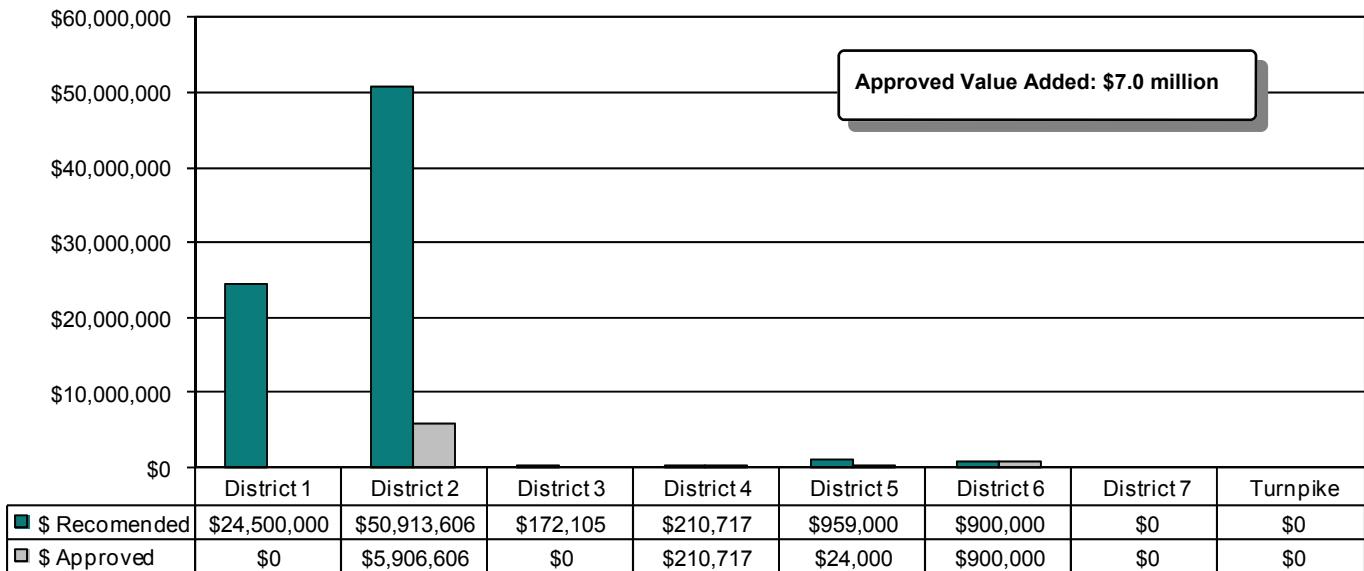 $60,000,000
Approved Value Added: $7.0 million
$50,000,000
$40,000,000
$30,000,000
$20,000,000
$10,000,000
$0
District 1 District 2 District 3 District 4 District 5 District 6 District 7 Turnpike
$ Recomended $24,500,000 $50,913,606 $172,105 $210,717 $959,000 $900,000 $0 $0
$ Approved $0 $5,906,606 $0 $210,717 $24,000 $900,000 $0 $0